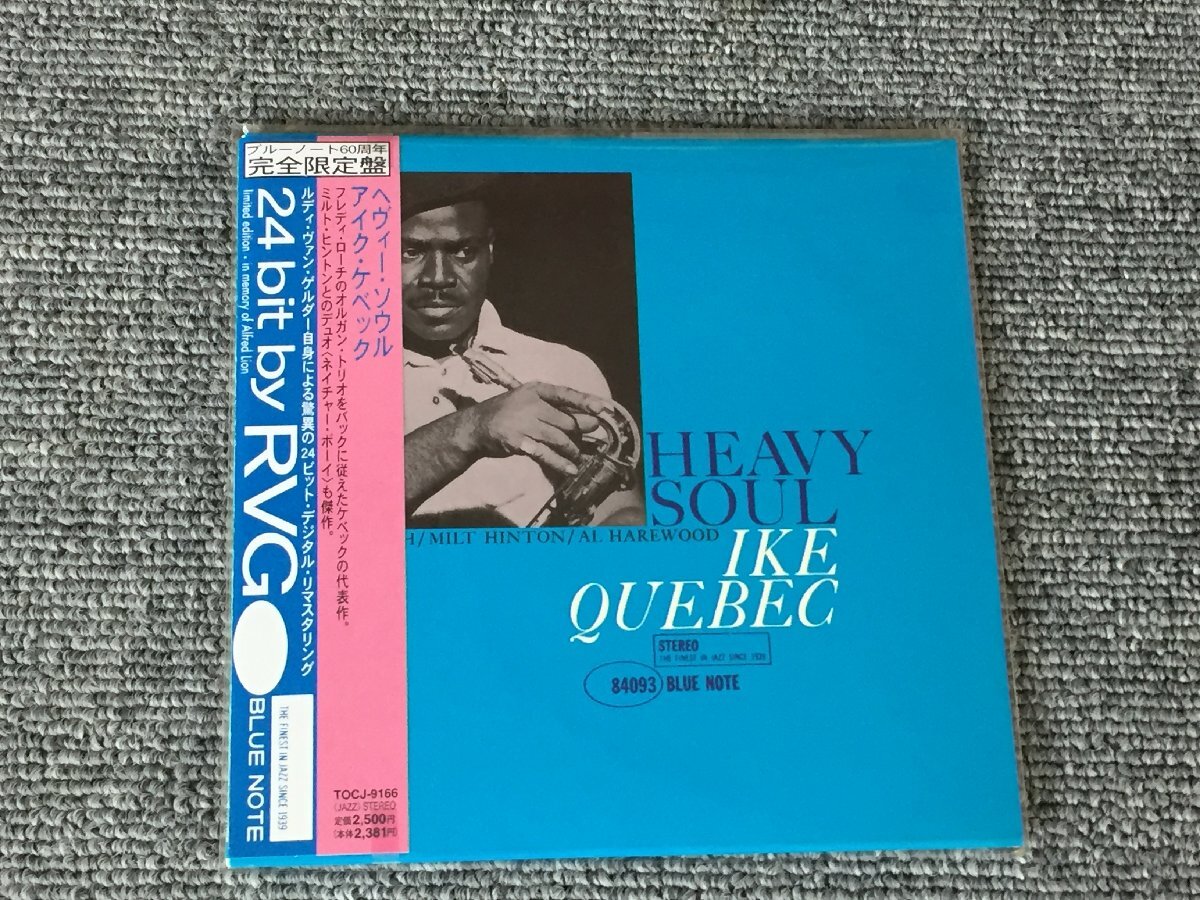 ブルーノート60周年
完全限定盤
24 bit by RVG
limited edition - in memory of Alfred Lion
ルディ・ヴァン・ゲルダー自身による驚異の24ビット・デジタル・リマスタリング
BLUE NOTE
THE FINEST IN JAZZ SINCE 1939
ヘヴィー・ソウル
アイク・ケベック
フレディ・ローチのオルガン・トリオをバックに従えたケベックの代表作。
ミルト・ヒントンとのデュオ〈ネイチャー・ボーイ〉も傑作。
TOCJ-9166
(JAZZ) STEREO
定価2,500円
(本体2,381円)
HEAVY
SOUL
H/MILT HINTON/AL HAREWOOD
IKE
QUEBEC
STEREO
THE FINEST IN JAZZ SINCE 1939
84093 BLUE NOTE